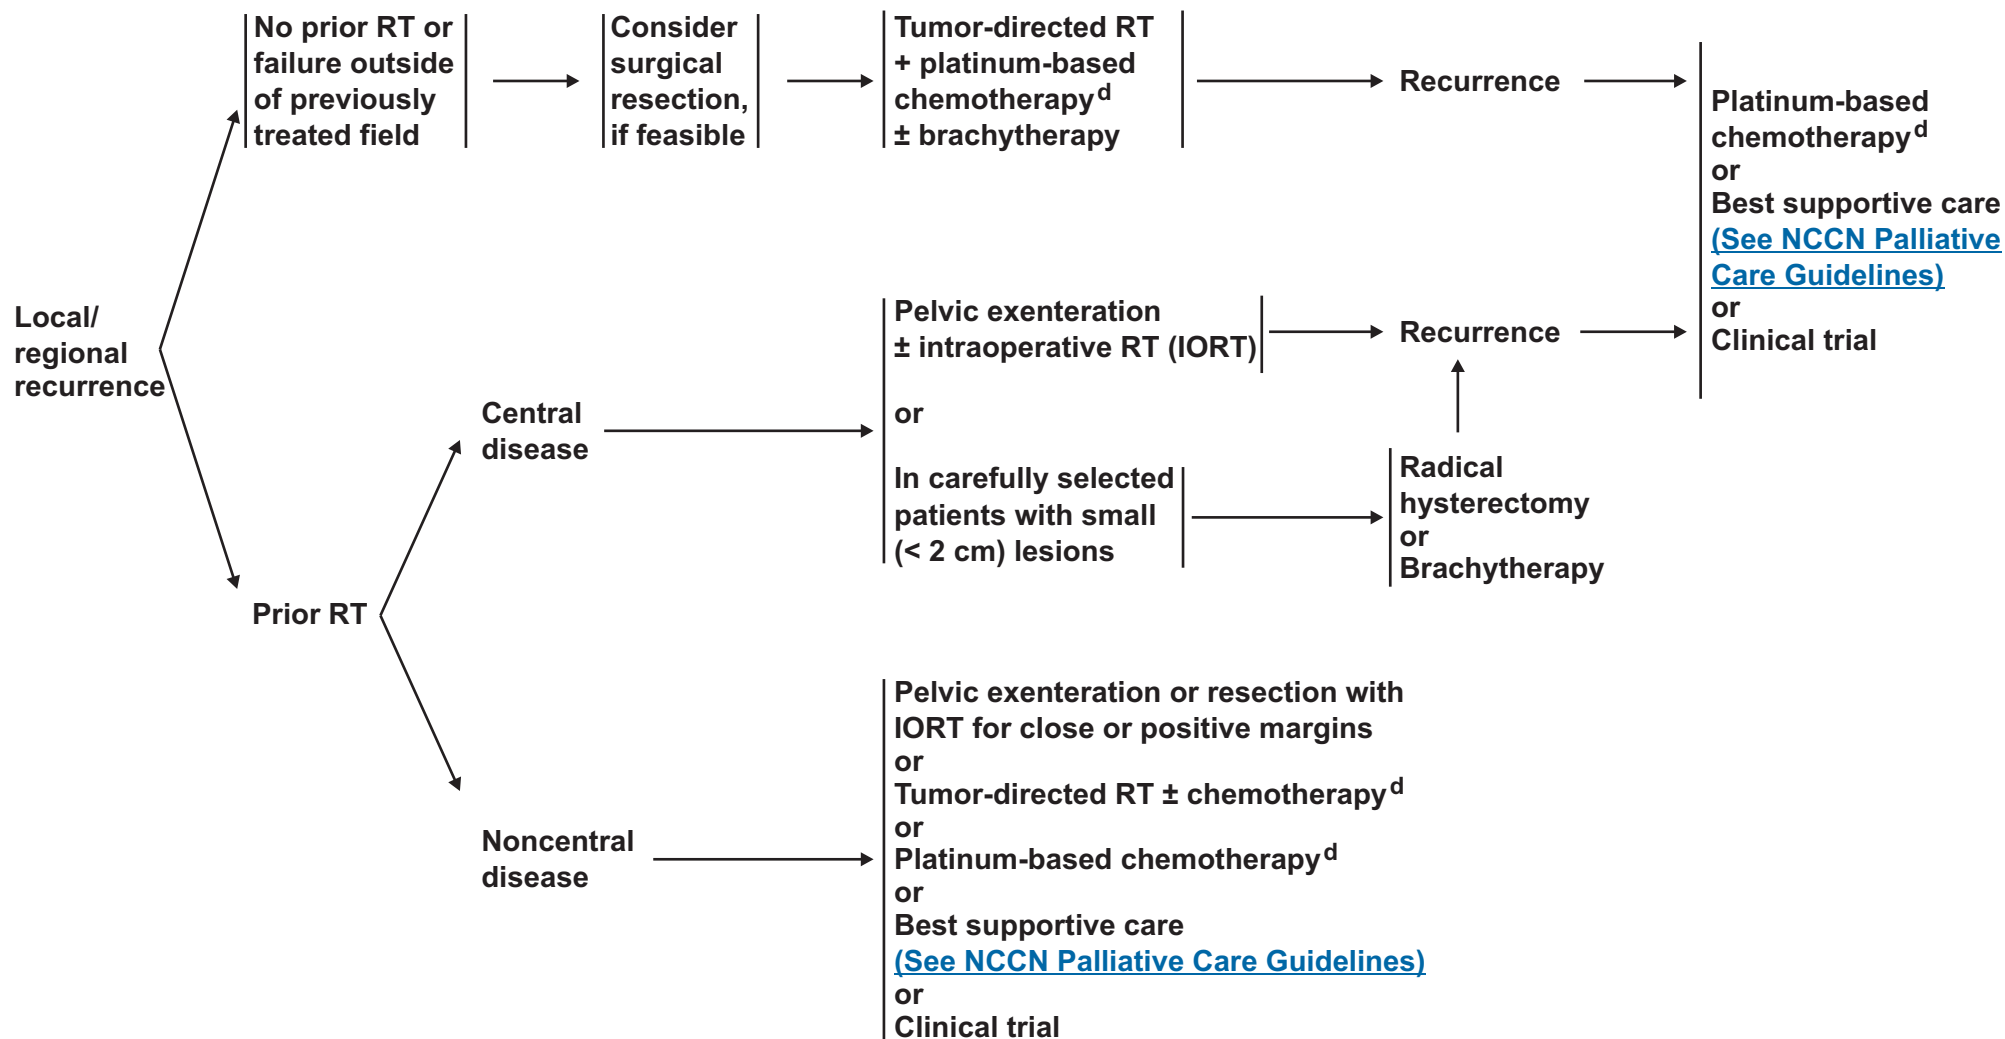 No prior RT or
failure outside
of previously
treated field
Consider
surgical
resection,
if feasible
Tumor-directed RT
+ platinum-based
chemotherapy d
± brachytherapy
Recurrence
Platinum-based
chemotherapy d
or
Best supportive care
(See NCCN Palliative
Care Guidelines)
or
Clinical trial
Local/
regional
recurrence
Pelvic exenteration
± intraoperative RT (IORT)
or
In carefully selected
patients with small
(< 2 cm) lesions
Recurrence
Radical
hysterectomy
or
Brachytherapy
Central
disease
Prior RT
Noncentral
disease
Pelvic exenteration or resection with
IORT for close or positive margins
or
Tumor-directed RT ± chemotherapy d
or
Platinum-based chemotherapy d
or
Best supportive care
(See NCCN Palliative Care Guidelines)
or
Clinical trial